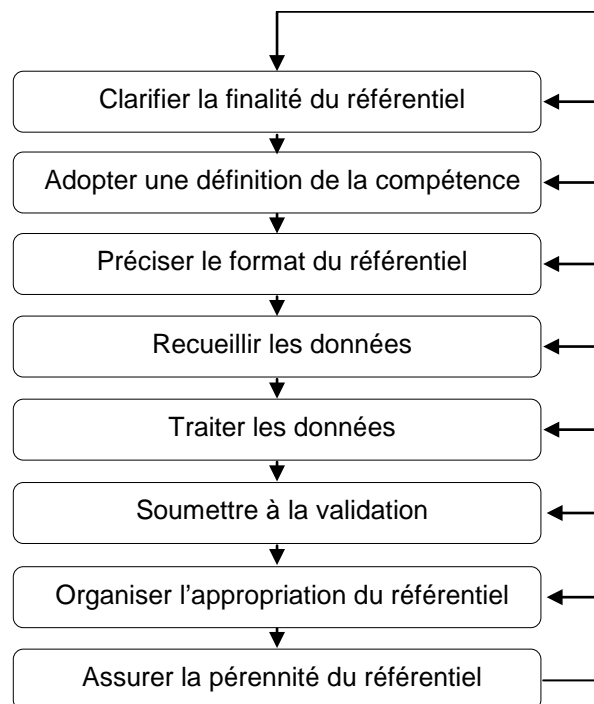 Clarifier la finalité du référentiel
Adopter une définition de la compétence
Préciser le format du référentiel
Recueillir les données
Traiter les données
Soumettre à la validation
Organiser l'appropriation du référentiel
Assurer la pérennité du référentiel